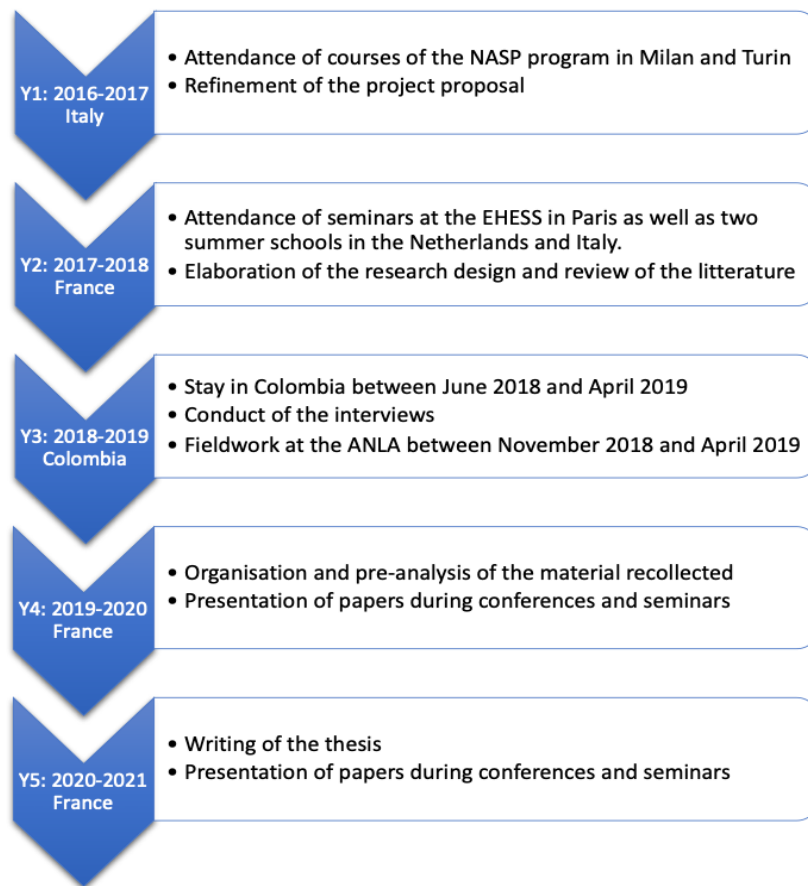 Y1: 2016-2017
Italy
• Attendance of courses of the NASP program in Milan and Turin
• Refinement of the project proposal
Y2: 2017-2018
France
• Attendance of seminars at the EHESS in Paris as well as two
summer schools in the Netherlands and Italy.
• Elaboration of the research design and review of the litterature
Y3: 2018-2019
Colombia
• Stay in Colombia between June 2018 and April 2019
• Conduct of the interviews
• Fieldwork at the ANLA between November 2018 and April 2019
Y4: 2019-2020
France
• Organisation and pre-analysis of the material recollected
• Presentation of papers during conferences and seminars
Y5: 2020-2021
France
• Writing of the thesis
• Presentation of papers during conferences and seminars